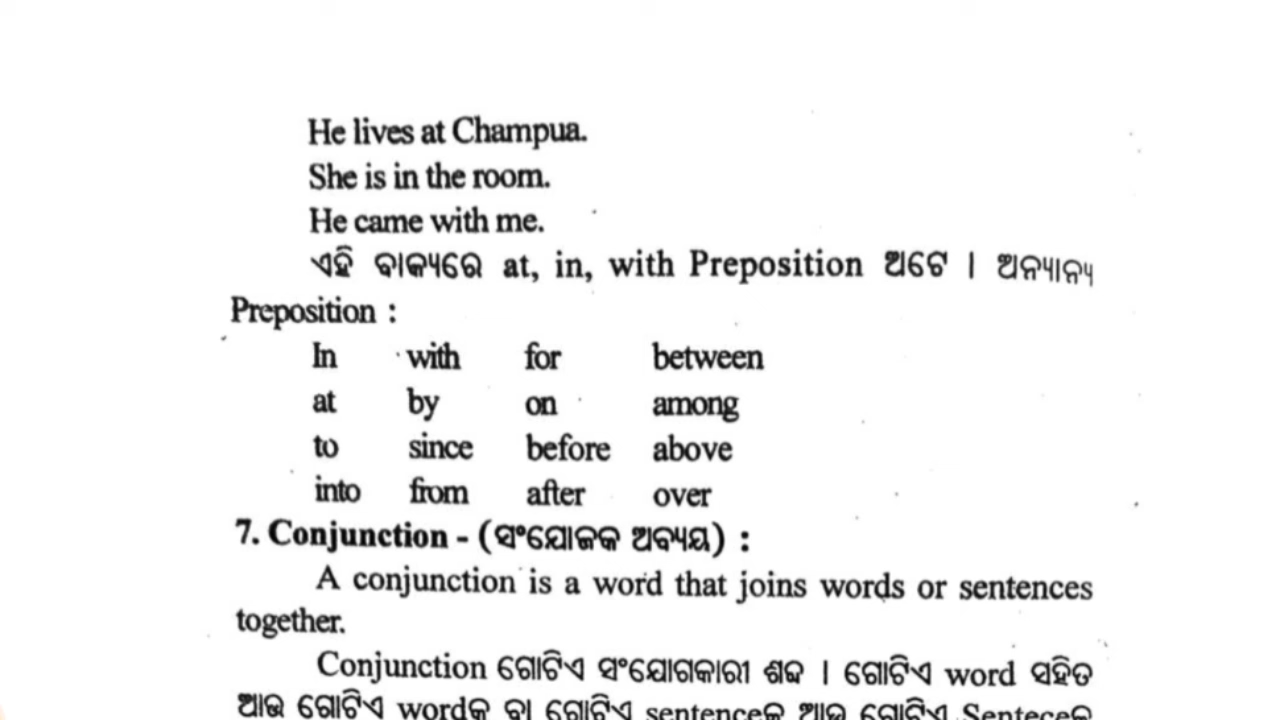 He lives at Champua.
She is in the room.
He came with me.
ଏହି ବାକ୍ୟରେ at, in, with Preposition ଅଟେ । ଅନ୍ୟାନ୍ୟ
Preposition :
In with for between
at by on among
to since before above
into from after over
7. Conjunction - (ସଂଯୋଜକ ଅବ୍ୟୟ) :
A conjunction is a word that joins words or sentences
together.
Conjunction ଗୋଟିଏ ସଂଯୋଗକାରୀ ଶବ୍ଦ । ଗୋଟିଏ word ସହିତ
ଆଉ ଗୋଟିଏ wordକୁ ବା ଗୋଟିଏ sentenceକୁ ଆଉ ଗୋଟିଏ Senteceକୁ